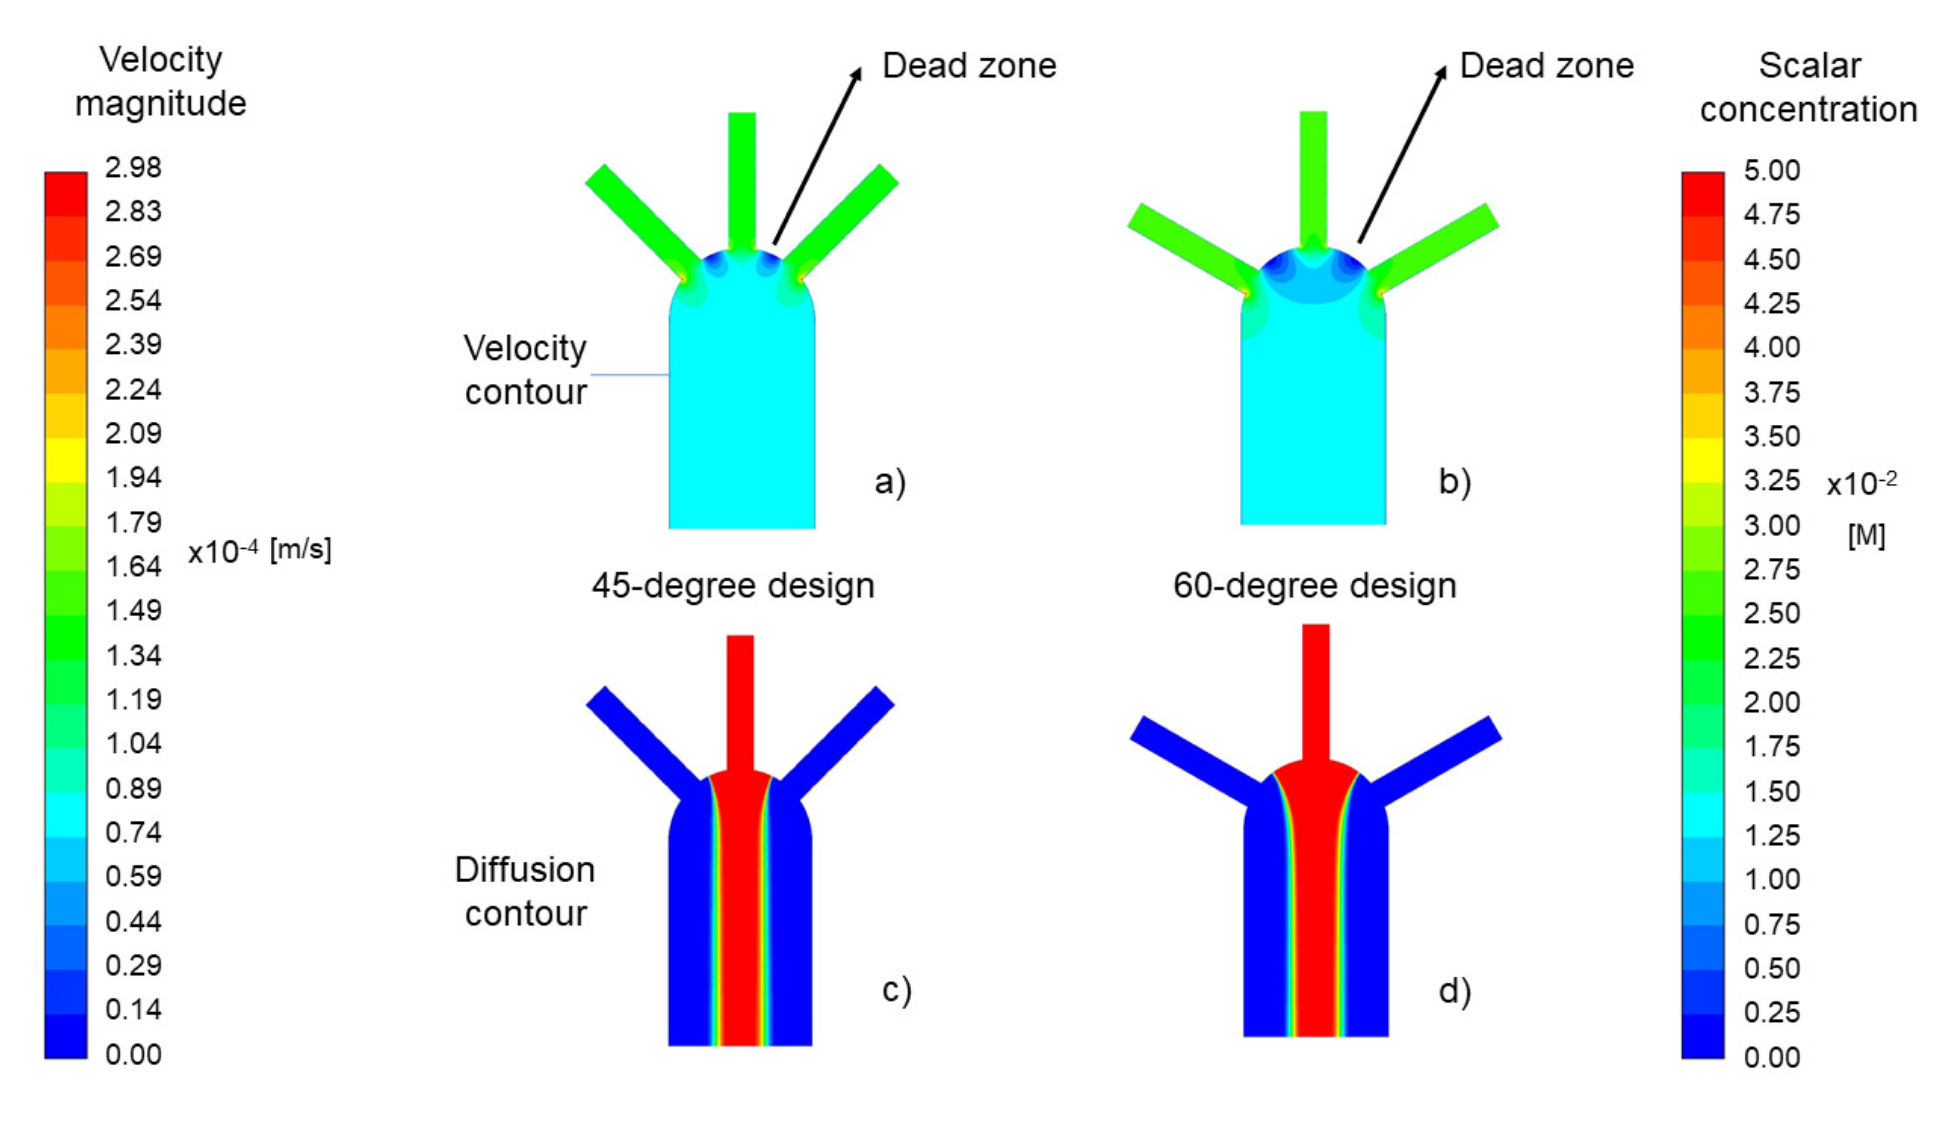 Velocity
magnitude
2.98
2.83
2.69
2.54
2.39
2.24
2.09
1.94
1.79
1.64
1.49
1.34
1.19
1.04
0.89
0.74
0.59
0.44
0.29
0.14
0.00
x10-4 [m/s]
Dead zone
Velocity
contour
a)
45-degree design
Dead zone
b)
60-degree design
Diffusion
contour
c)
d)
Scalar
concentration
5.00
4.75
4.50
4.25
4.00
3.75
3.50
3.25
3.00
2.75
2.50
2.25
2.00
1.75
1.50
1.25
1.00
0.75
0.50
0.25
0.00
x10-2
[M]